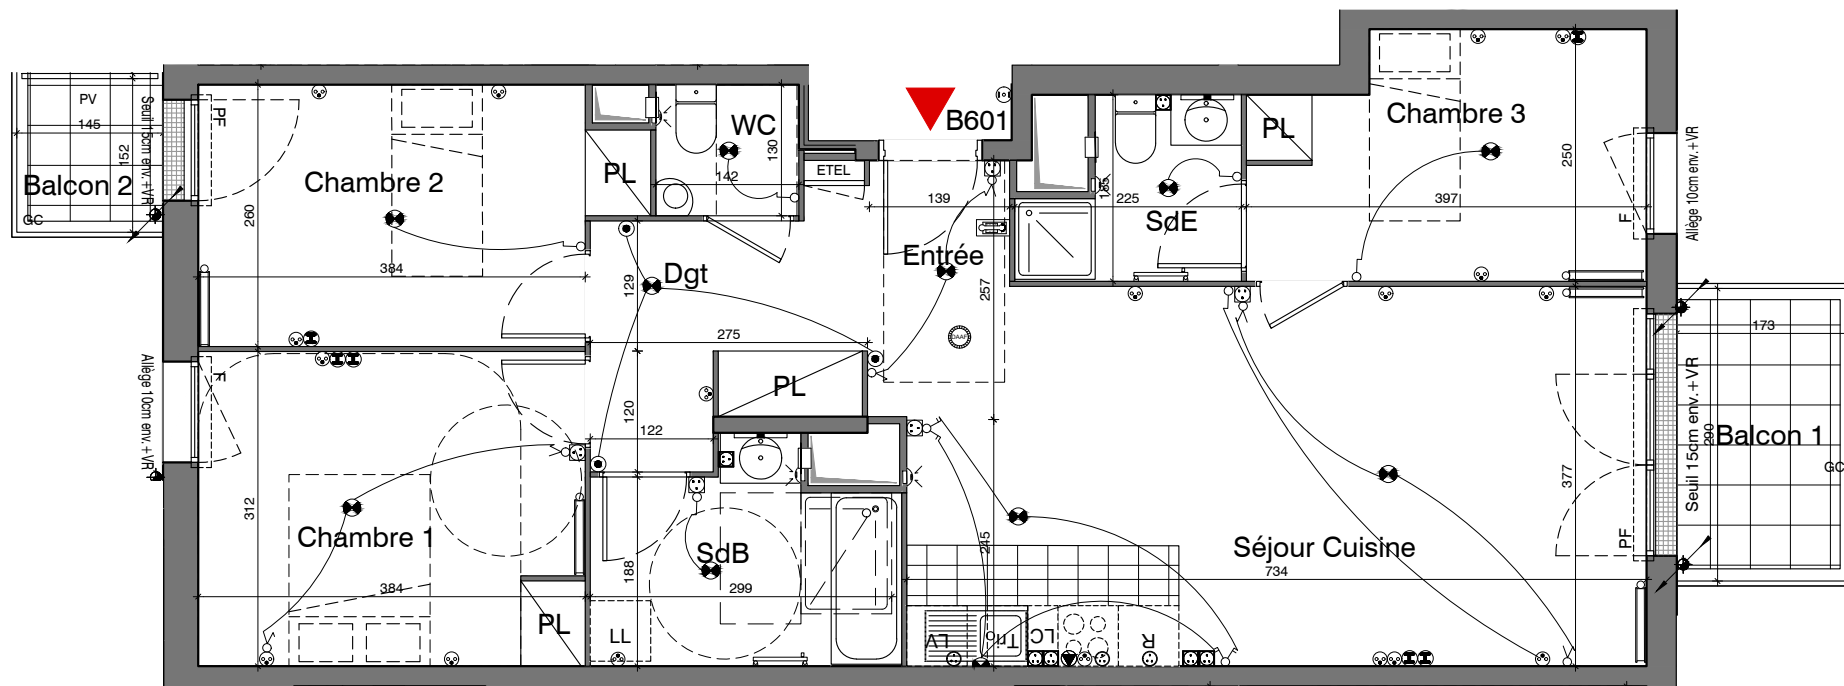 PV
145
152
Balcon 2
GC
Seuil 15cm env.+VR
PF
Chambre 2
260
384
PL
WC
130
142
ETEL
B601
139
Entrée
257
DAAF
Dgt
129
275
120
122
PL
185
225
SdE
PL
Chambre 3
250
397
F
Allège 10cm env.+VR
Allège 10cm env.+VR
F
312
Chambre 1
384
PL
SdB
188
299
LL
245
Séjour Cuisine
734
LV
Trio
LC
R
377
PF
Seuil 15cm env.+VR
173
290
Balcon 1
GC